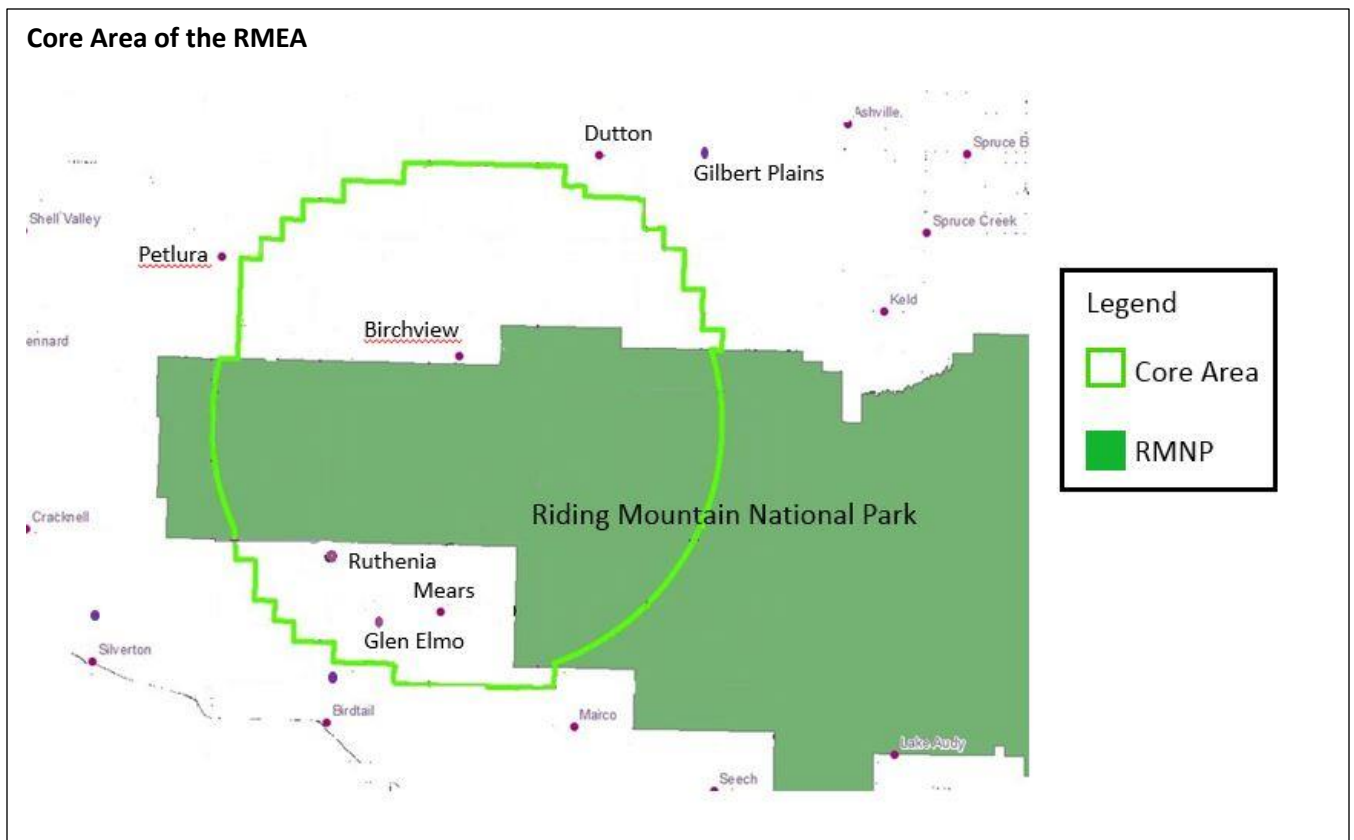 Core Area of the RMEA
Ashville
Dutton
Spruce B
Gilbert Plains
Shell Valley
Spruce Creek
Petlura
Keld
Legend
Birchview
ennard
Core Area
RMNP
Riding Mountain National Park
Cracknell
Ruthenia
Mears
Glen Elmo
Silverton
Birdtail
Marco
Lake Audy
Seech